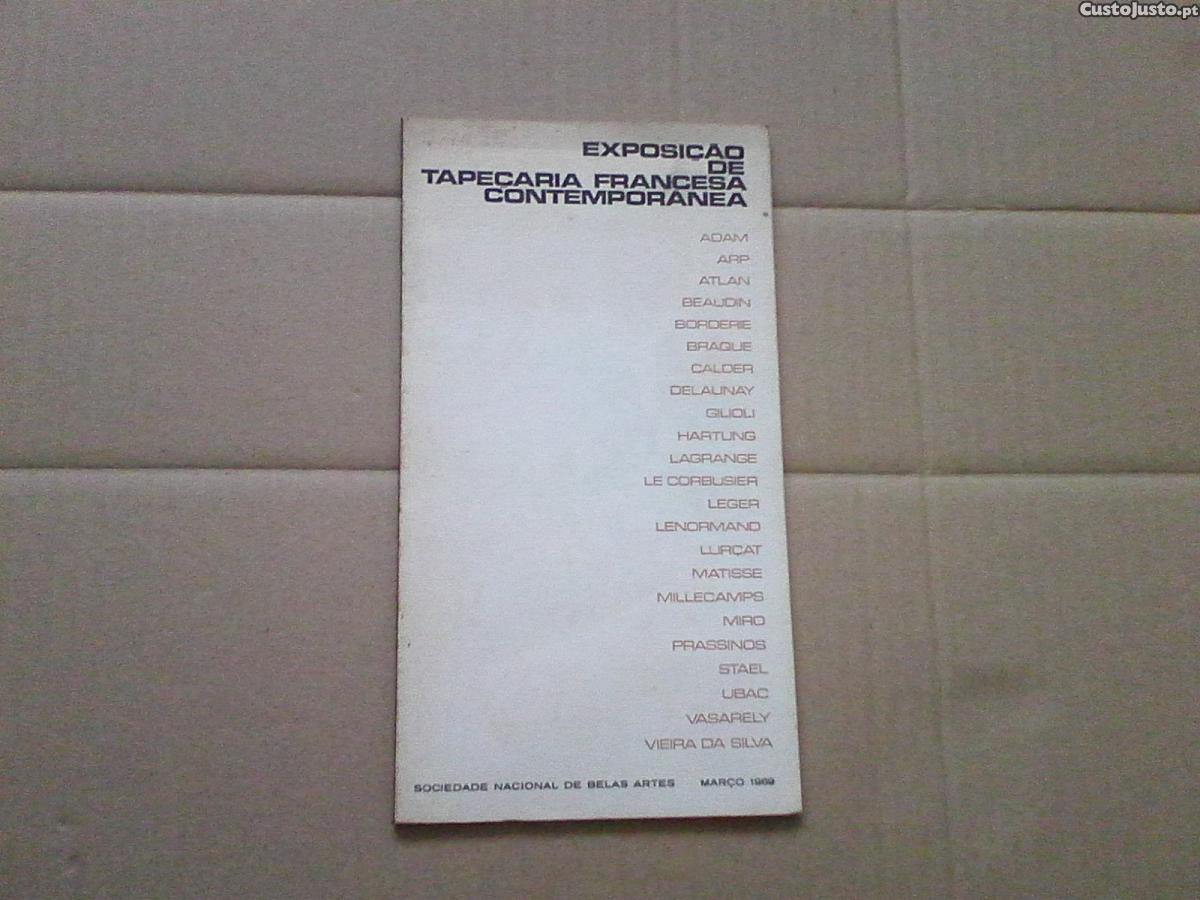 CustoJusto.pt
EXPOSIÇÃO
DE
TAPEÇARIA FRANCESA
CONTEMPORÂNEA
ADAM
ARP
ATLAN
BEAUDIN
BORDERIE
BRAQUE
CALDER
DELAUNAY
GILIOLI
HARTUNG
LAGRANGE
LE CORBUSIER
LEGER
LENORMAND
LURÇAT
MATISSE
MILLECAMPS
MIRO
PRASSINOS
STAEL
UBAC
VASARELY
VIEIRA DA SILVA
SOCIEDADE NACIONAL DE BELAS ARTES MARÇO 1969